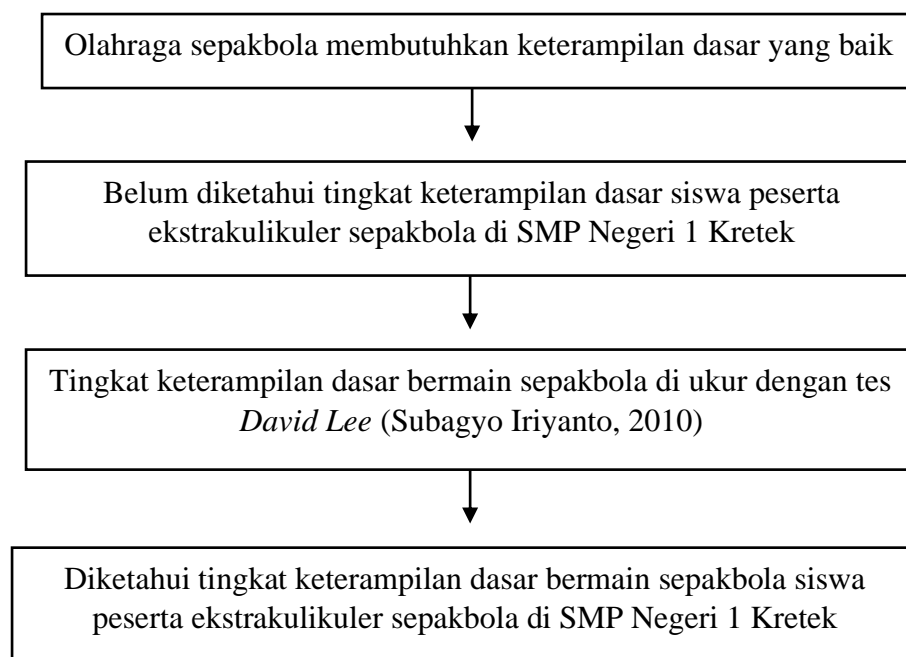 Olahraga sepakbola membutuhkan keterampilan dasar yang baik
Belum diketahui tingkat keterampilan dasar siswa peserta
ekstrakulikuler sepakbola di SMP Negeri 1 Kretek
Tingkat keterampilan dasar bermain sepakbola di ukur dengan tes
David Lee (Subagyo Iriyanto, 2010)
Diketahui tingkat keterampilan dasar bermain sepakbola siswa
peserta ekstrakulikuler sepakbola di SMP Negeri 1 Kretek